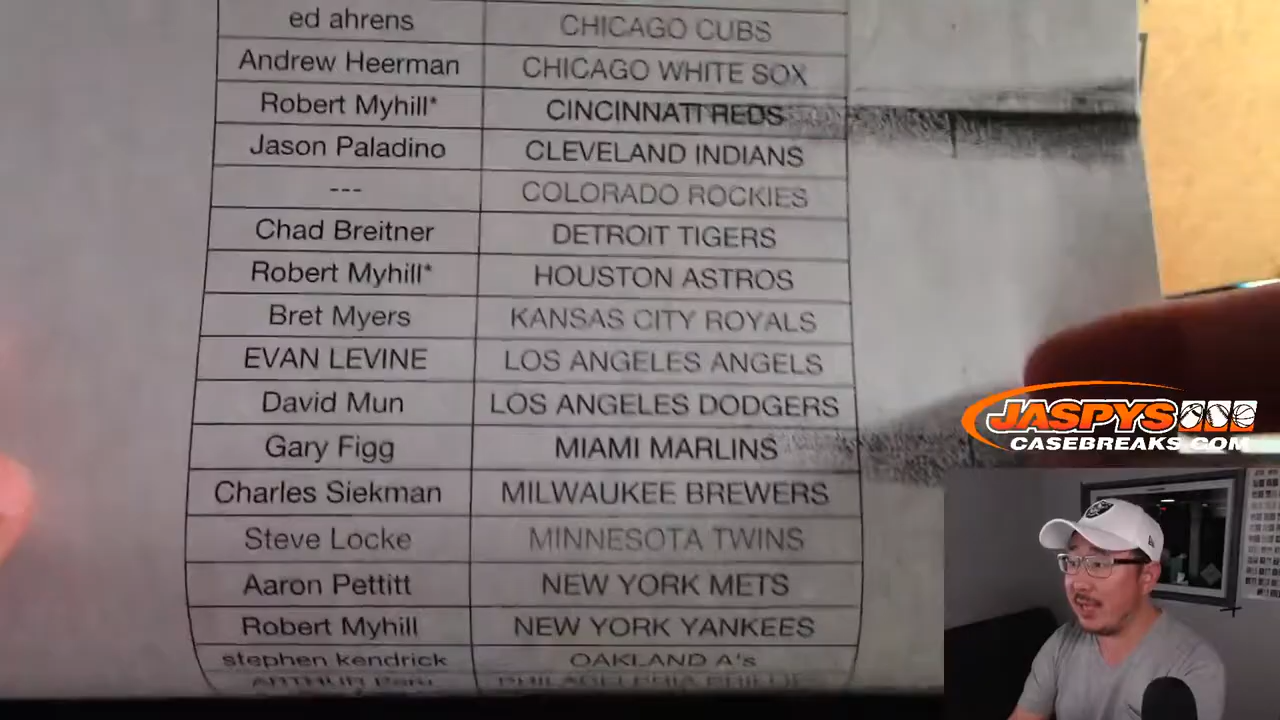 ed ahrens CHICAGO CUBS
Andrew Heerman CHICAGO WHITE SOX
Robert Myhill* CINCINNATI REDS
Jason Paladino CLEVELAND INDIANS
--- COLORADO ROCKIES
Chad Breitner DETROIT TIGERS
Robert Myhill* HOUSTON ASTROS
Bret Myers KANSAS CITY ROYALS
EVAN LEVINE LOS ANGELES ANGELS
David Mun LOS ANGELES DODGERS
Gary Figg MIAMI MARLINS
Charles Siekman MILWAUKEE BREWERS
Steve Locke MINNESOTA TWINS
Aaron Pettitt NEW YORK METS
Robert Myhill NEW YORK YANKEES
stephen kendrick OAKLAND A's
ARTHUR PHILADELPHIA
JASPYS
CASEBREAKS.COM